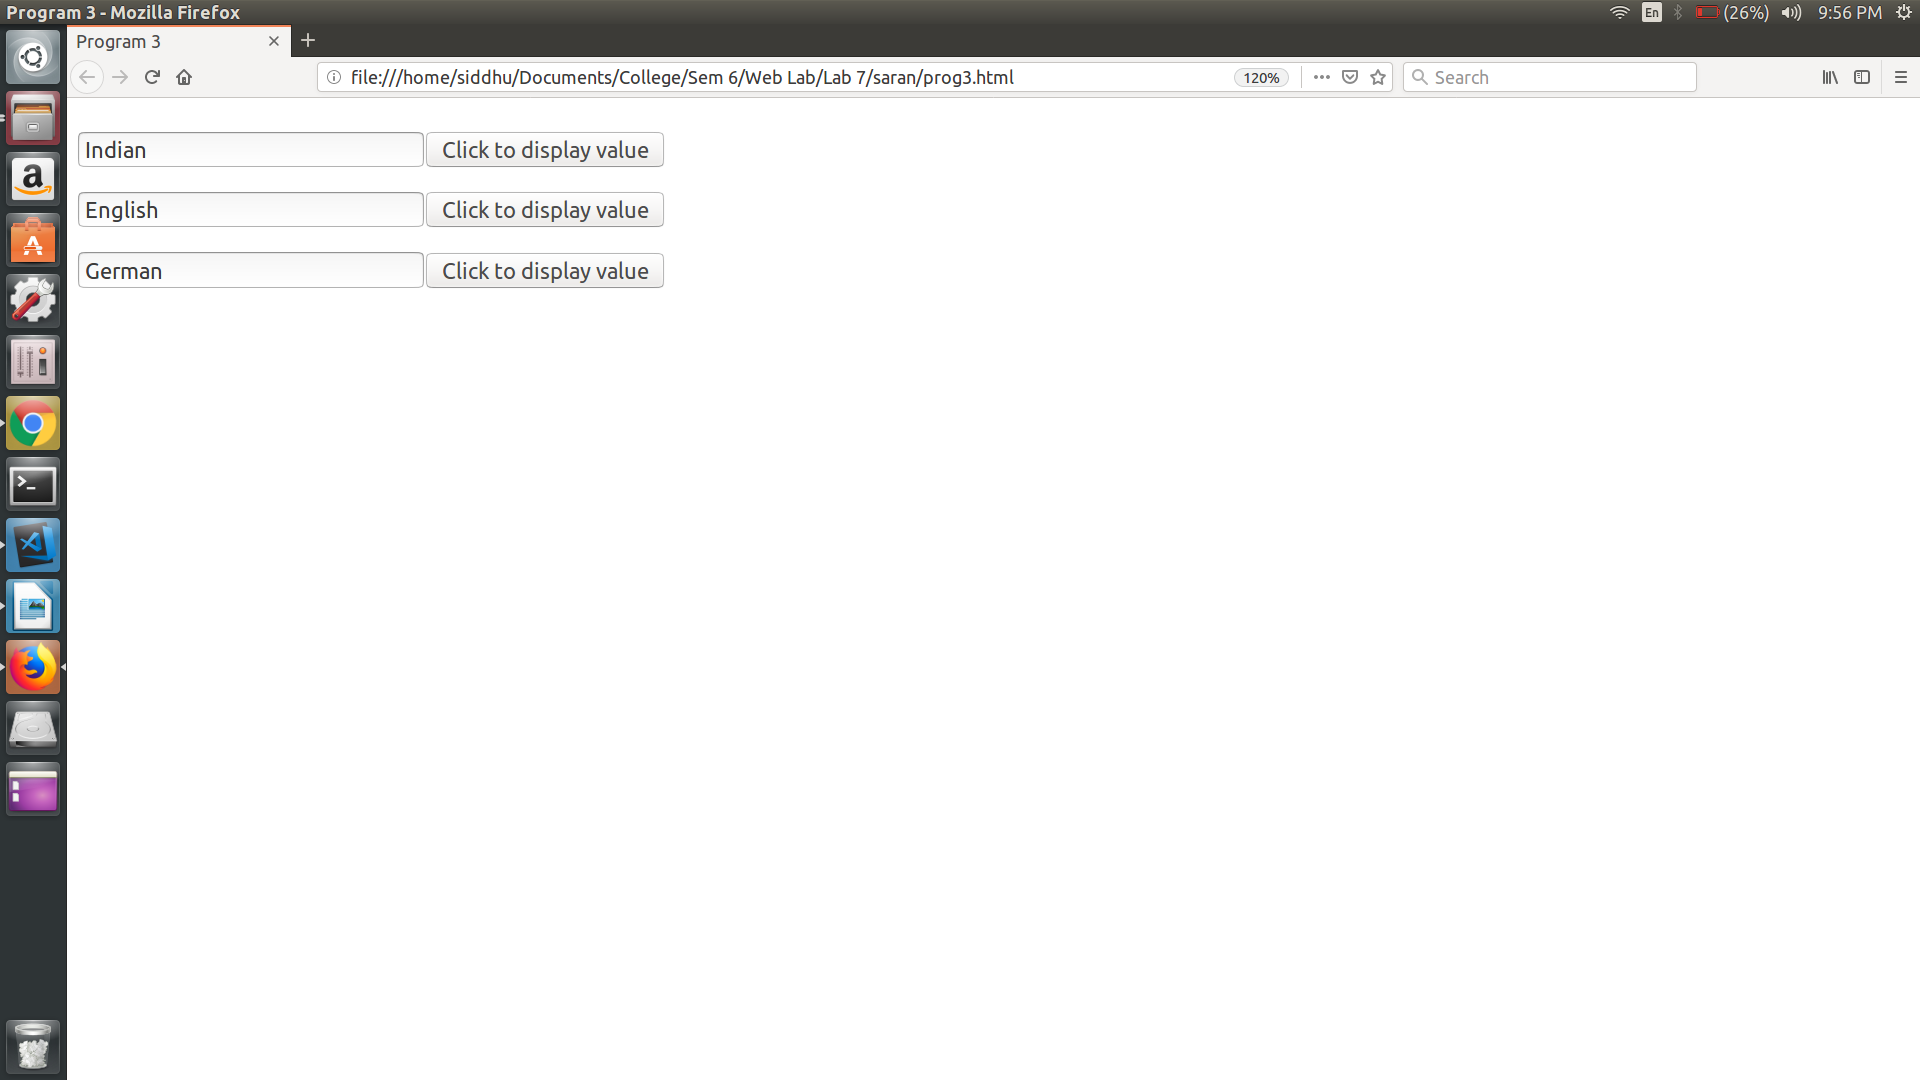 Program 3 - Mozilla Firefox
En
(26%)
9:56 PM
Program 3
file:///home/siddhu/Documents/College/Sem 6/Web Lab/Lab 7/saran/prog3.html
120%
Search
Indian
Click to display value
English
Click to display value
German
Click to display value